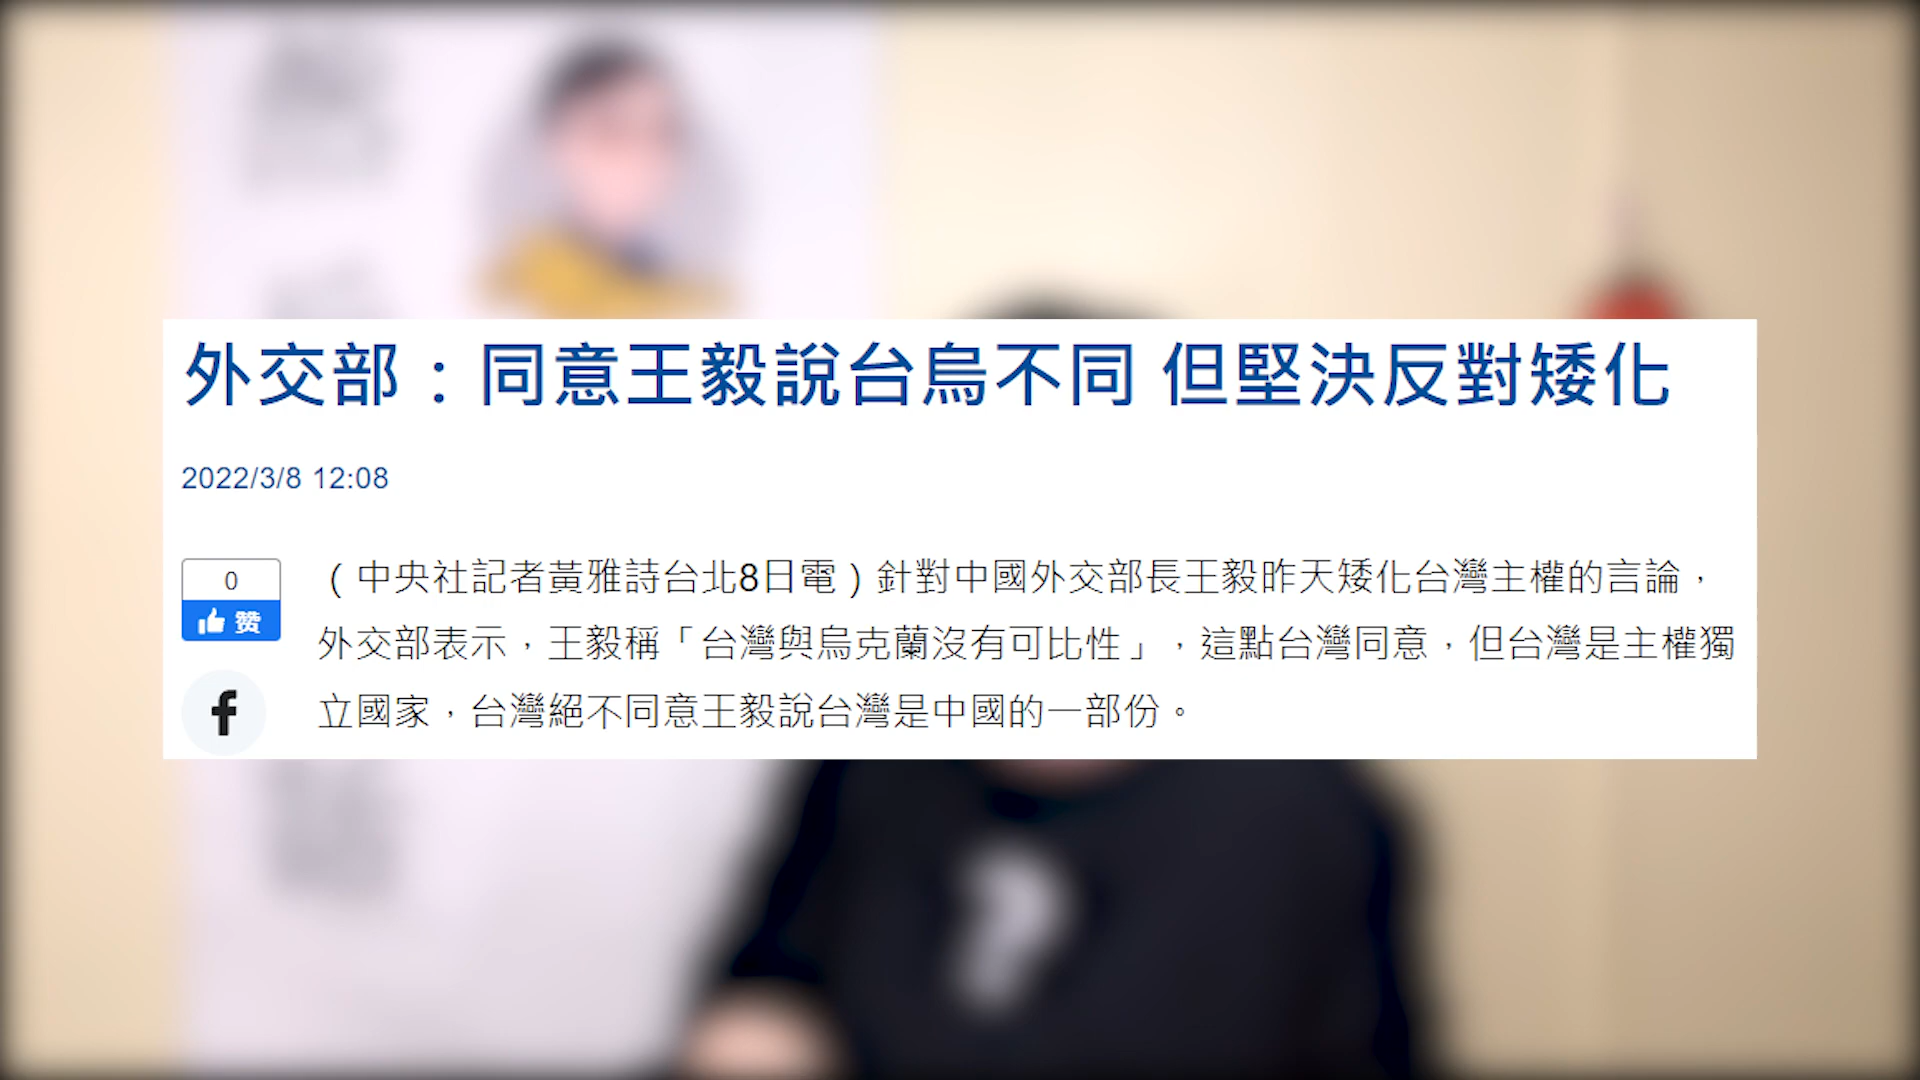 外交部：同意王毅說台烏不同 但堅決反對矮化
2022/3/8 12:08
0
赞
（中央社記者黃雅詩台北8日電）針對中國外交部長王毅昨天矮化台灣主權的言論，
外交部表示，王毅稱「台灣與烏克蘭沒有可比性」，這點台灣同意，但台灣是主權獨
立國家，台灣絕不同意王毅說台灣是中國的一部份。